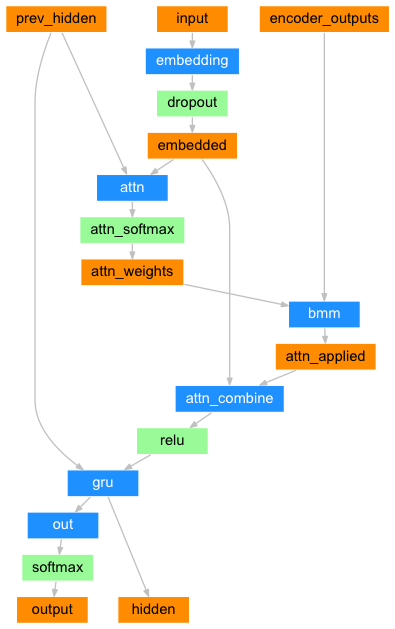 prev_hidden
input
encoder_outputs
embedding
dropout
embedded
attn
attn_softmax
attn_weights
bmm
attn_applied
attn_combine
relu
gru
out
softmax
output
hidden